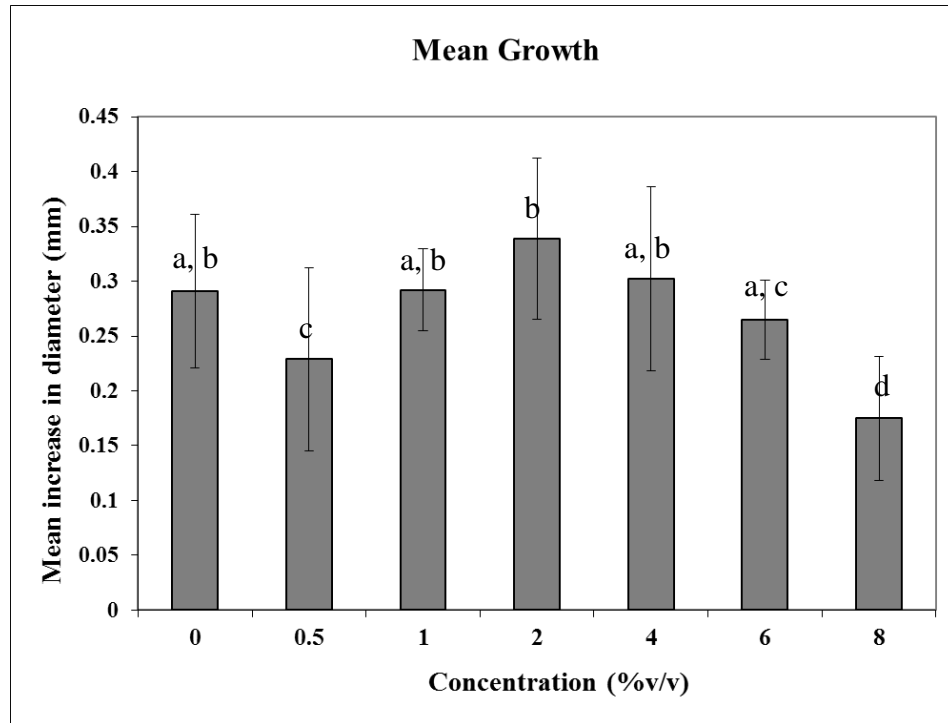 Mean Growth
Mean increase in diameter (mm)
0.45
0.4
0.35
0.3
0.25
0.2
0.15
0.1
0.05
0
a, b
c
a, b
b
a, b
a, c
d
0 0.5 1 2 4 6 8
Concentration (%v/v)